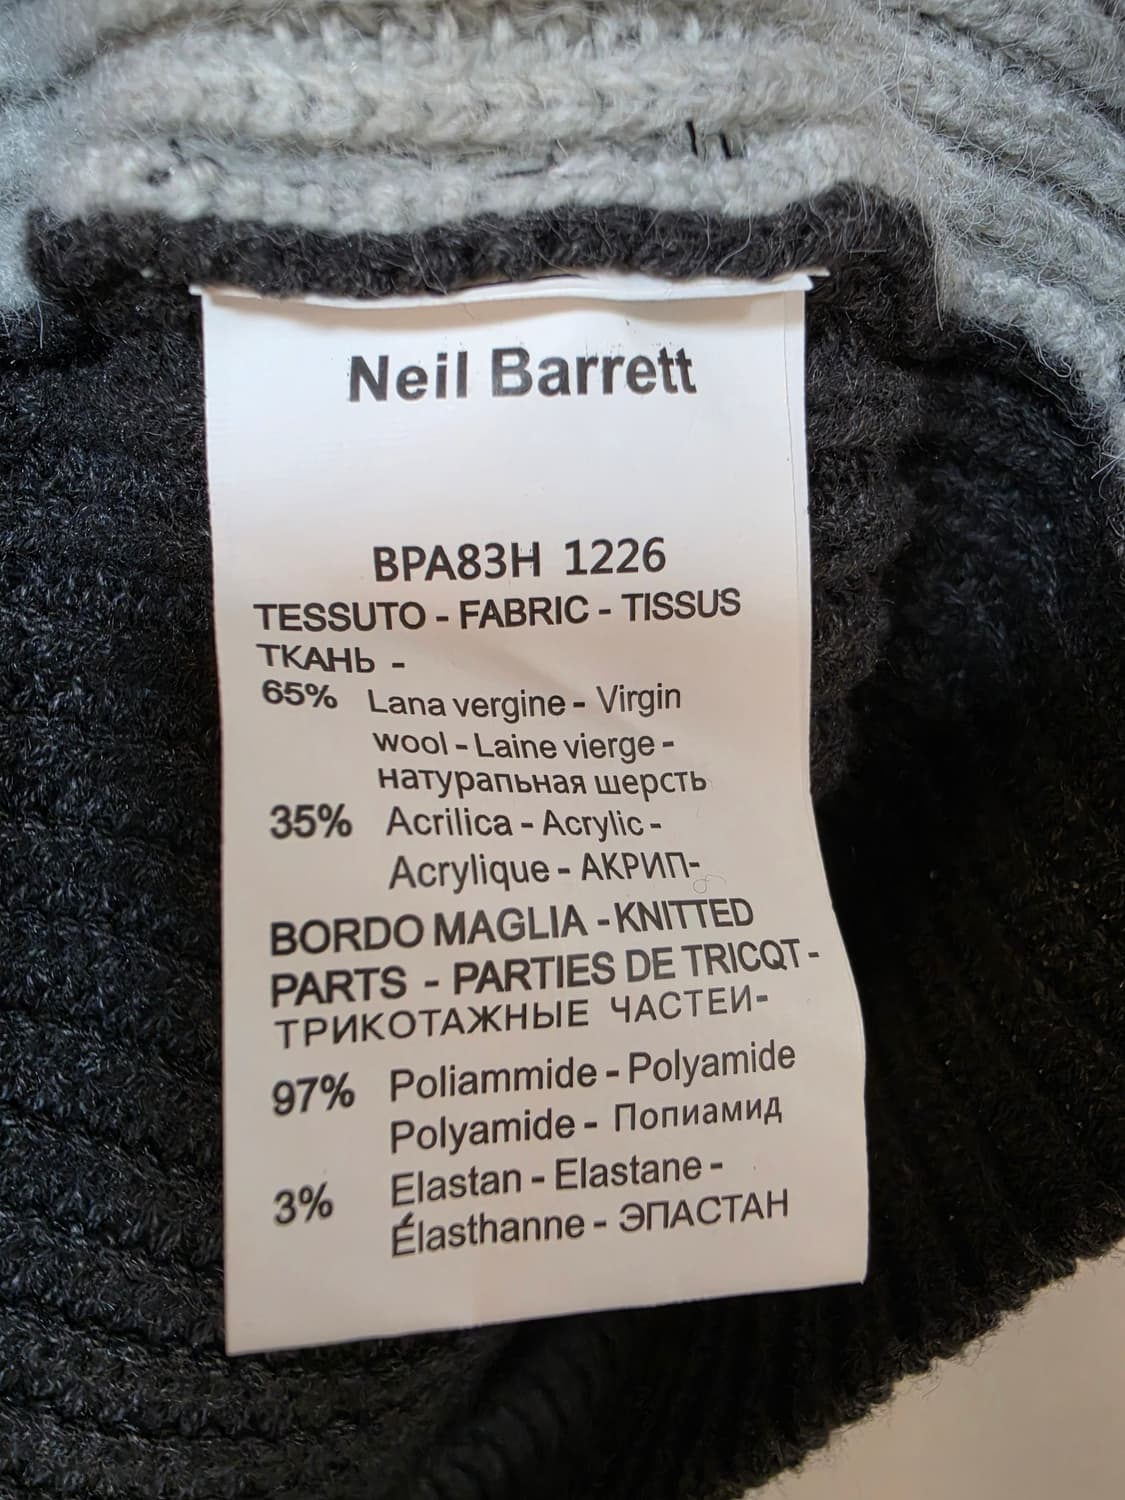 Neil Barrett
BPA83H 1226
TESSUTO - FABRIC - TISSUS
ТКАНЬ -
65% Lana vergine - Virgin
wool - Laine vierge -
натурапьная шерсть
35% Acrilica - Acrylic -
Acrylique - АКРИП-
BORDO MAGLIA - KNITTED
PARTS - PARTIES DE TRICQT -
ТРИКОТАЖНЫЕ ЧАСТЕИ-
97% Poliammide - Polyamide
Polyamide - Попиамид
3% Elastan - Elastane -
Élasthanne - ЭПАСТАН